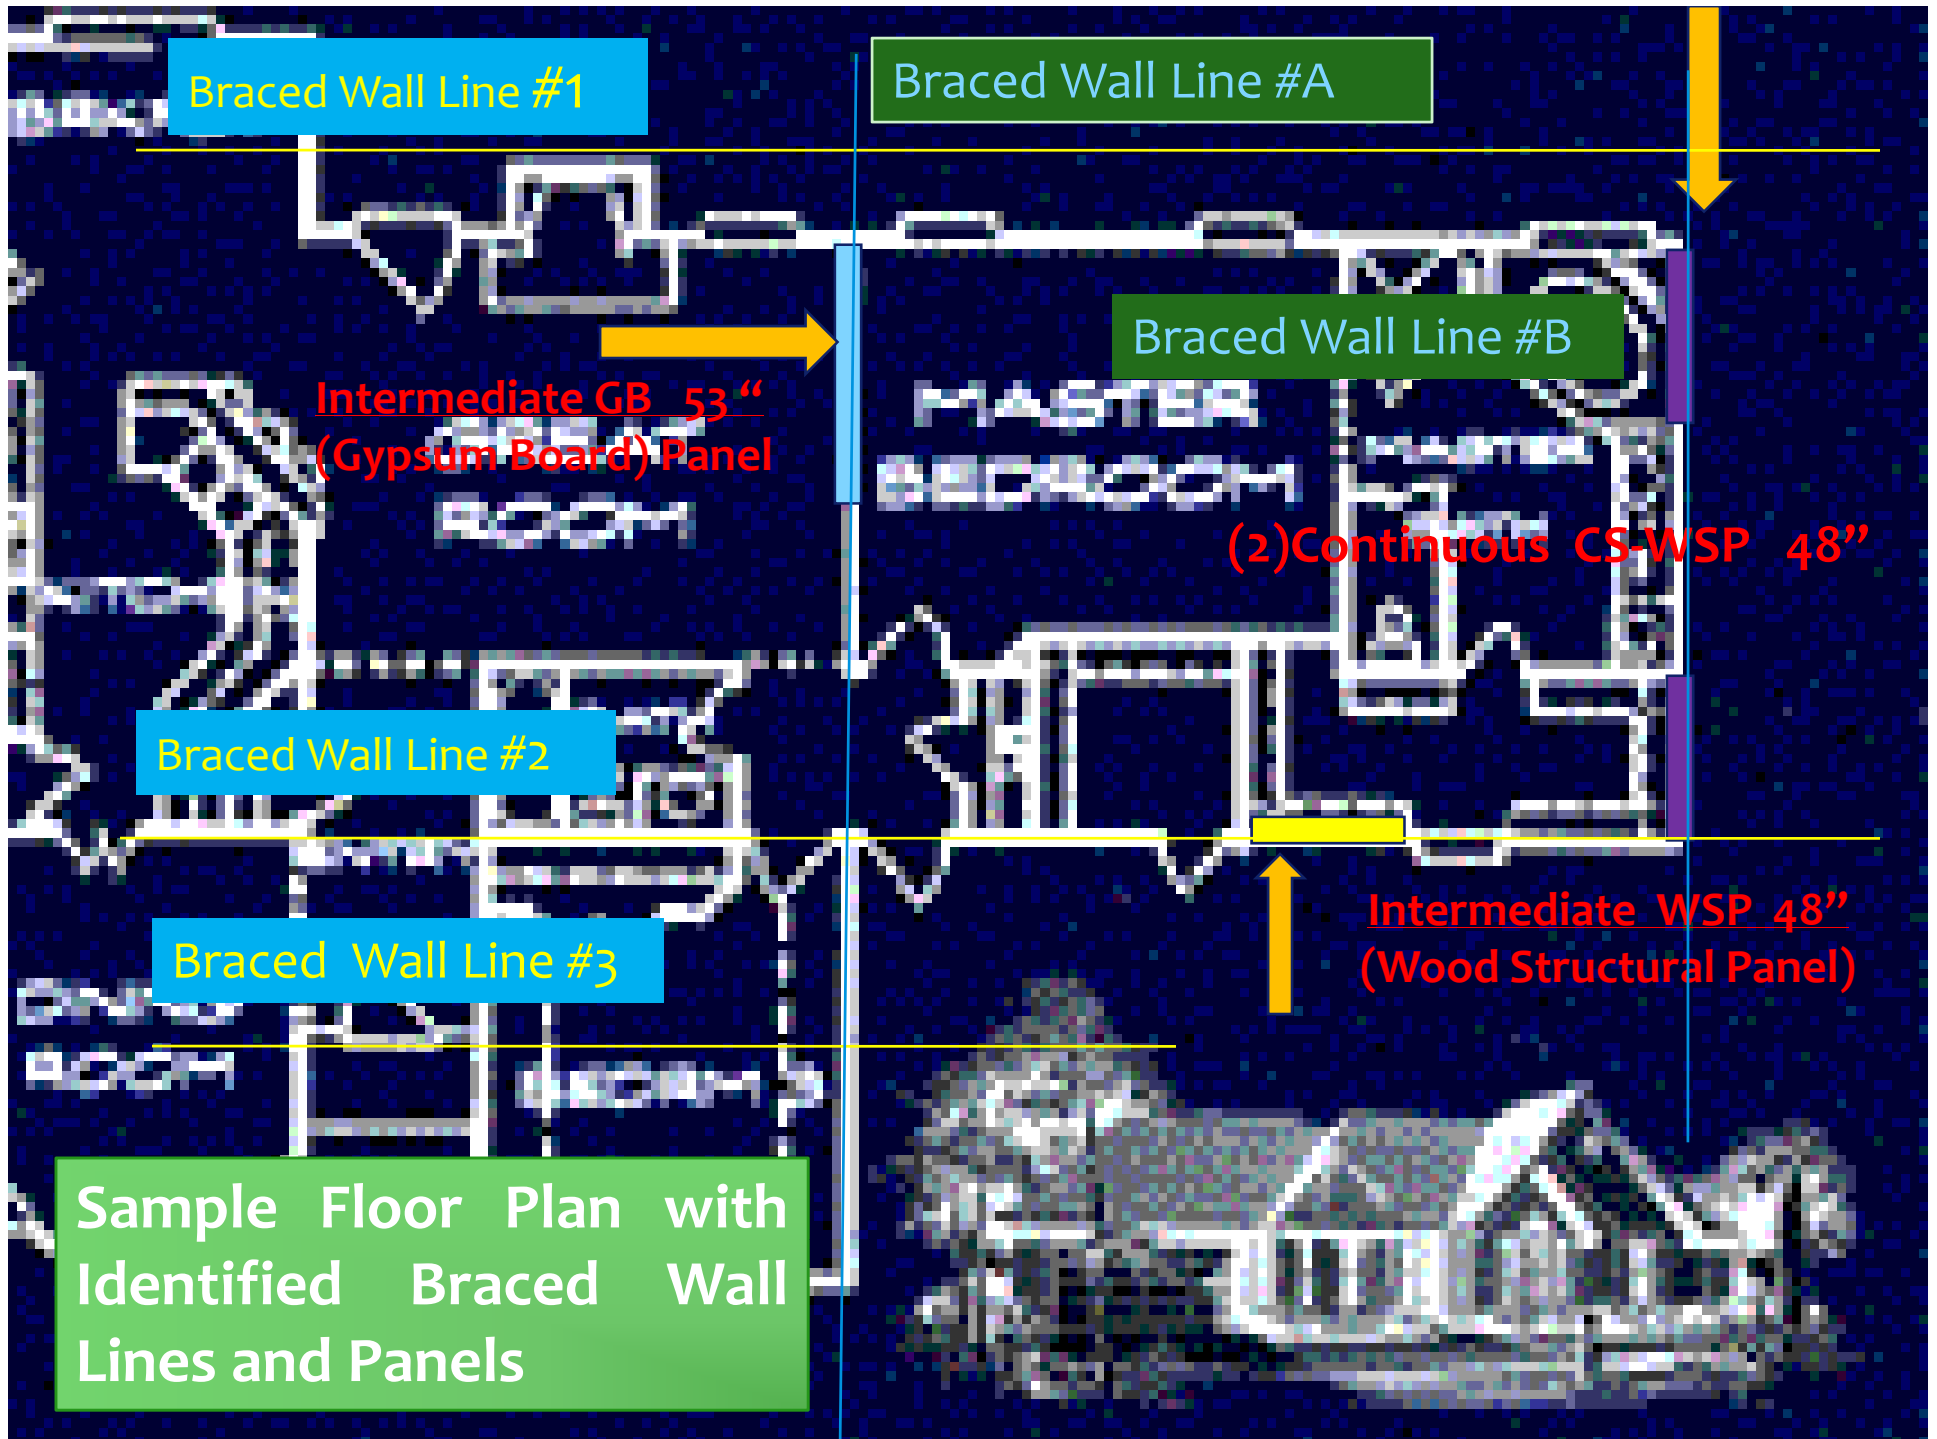 Braced Wall Line #1
Braced Wall Line #A
Braced Wall Line #B
Intermediate GB 53 “
(Gypsum Board) Panel
ROOM
MASTER
BEDROOM
(2)Continuous CS-WSP 48”
Braced Wall Line #2
Intermediate WSP 48”
(Wood Structural Panel)
Braced Wall Line #3
ROOM
Sample Floor Plan with
Identified Braced Wall
Lines and Panels